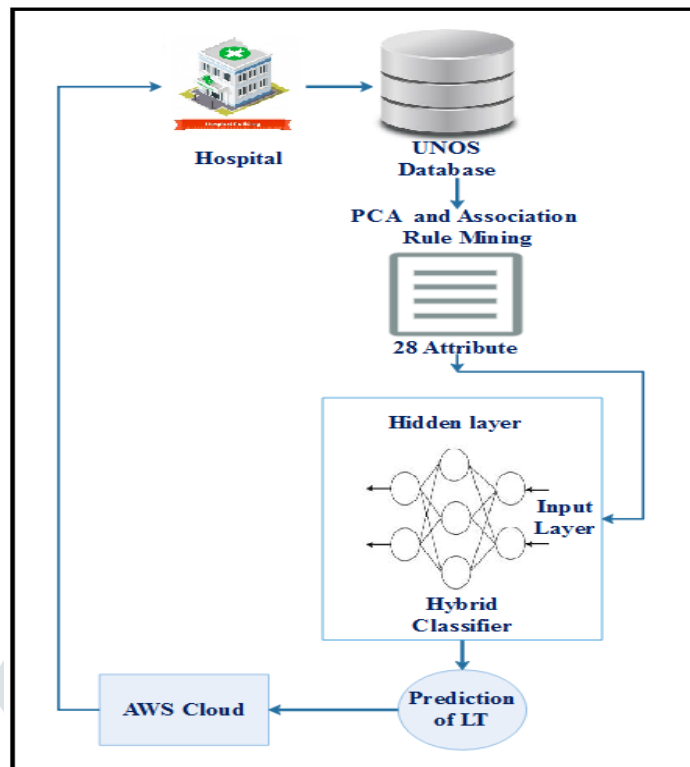 Hospital
UNOS
Database
PCA and Association
Rule Mining
28 Attribute
Hidden layer
Input
Layer
Hybrid
Classifier
Prediction
of LT
AWS Cloud